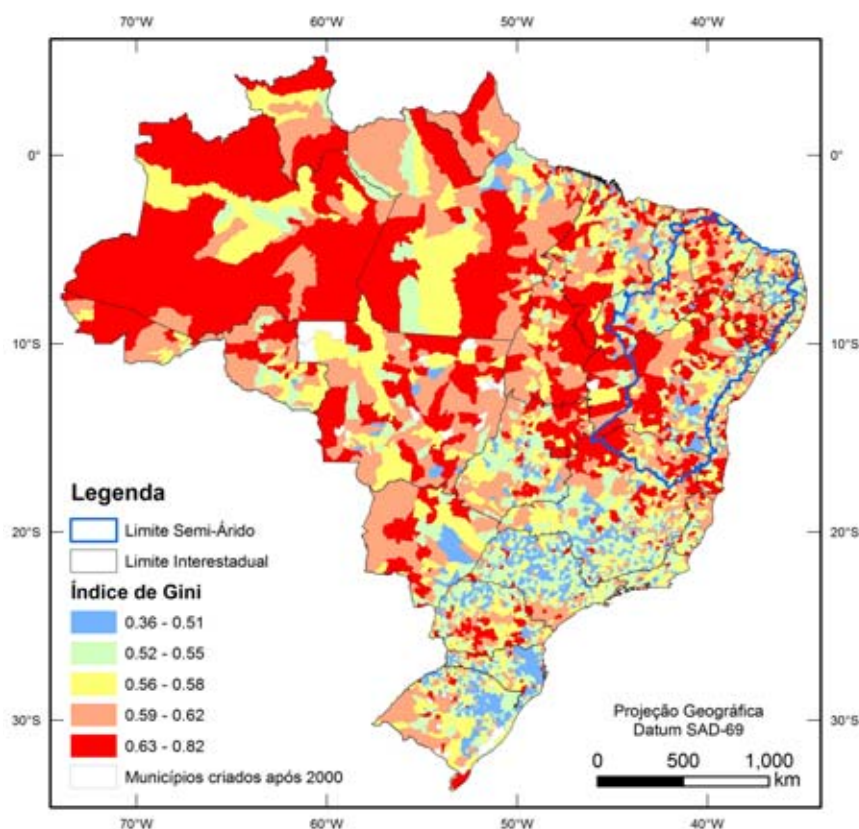 70°W 60°W 50°W 40°W
0° 0°
10°S 10°S
20°S 20°S
30°S 30°S
Legenda
Limite Semi-Árido
Limite Interestadual
Índice de Gini
0.36 - 0.51
0.52 - 0.55
0.56 - 0.58
0.59 - 0.62
0.63 - 0.82
Municípios criados após 2000
Projeção Geográfica
Datum SAD-69
0 500 1,000
km
70°W 60°W 50°W 40°W